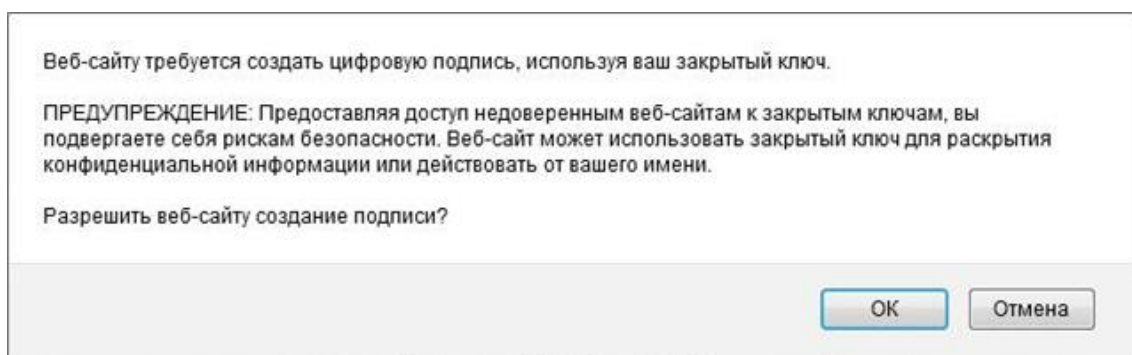 Веб-сайту требуется создать цифровую подпись, используя ваш закрытый ключ.
ПРЕДУПРЕЖДЕНИЕ: Предоставляя доступ недоверенным веб-сайтам к закрытым ключам, вы
подвергаете себя рискам безопасности. Веб-сайт может использовать закрытый ключ для раскрытия
конфиденциальной информации или действовать от вашего имени.
Разрешить веб-сайту создание подписи?
ОК
Отмена